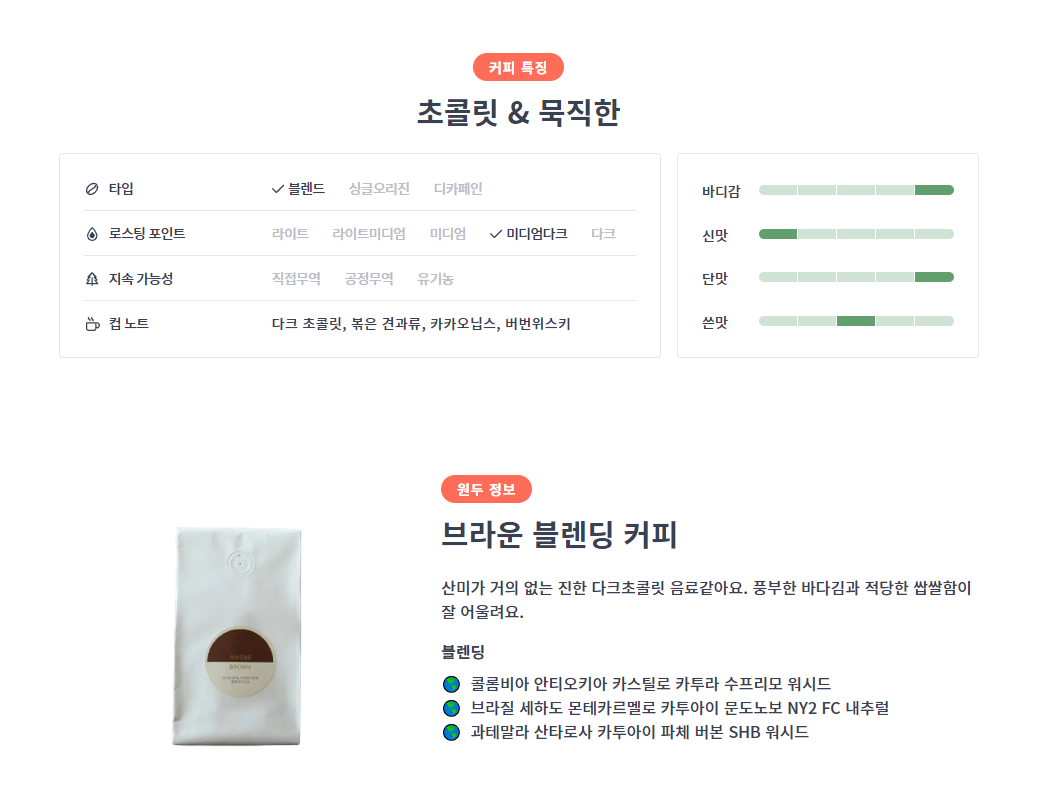 커피 특징
초콜릿 & 묵직한
타입 블렌드 싱글오리진 디카페인
로스팅 포인트 라이트 라이트미디엄 미디엄 미디엄다크 다크
지속 가능성 직접무역 공정무역 유기농
컵 노트 다크 초콜릿, 볶은 견과류, 카카오닙스, 버번위스키
바디감
신맛
단맛
쓴맛
원두 정보
브라운 블렌딩 커피
산미가 거의 없는 진한 다크초콜릿 음료같아요. 풍부한 바다김과 적당한 쌉쌀함이
잘 어울려요.
블렌딩
콜롬비아 안티오키아 카스틸로 카투라 수프리모 워시드
브라질 세하도 몬테카르멜로 카투아이 문도노보 NY2 FC 내추럴
과테말라 산타로사 카투아이 파체 버본 SHB 워시드
BROWN